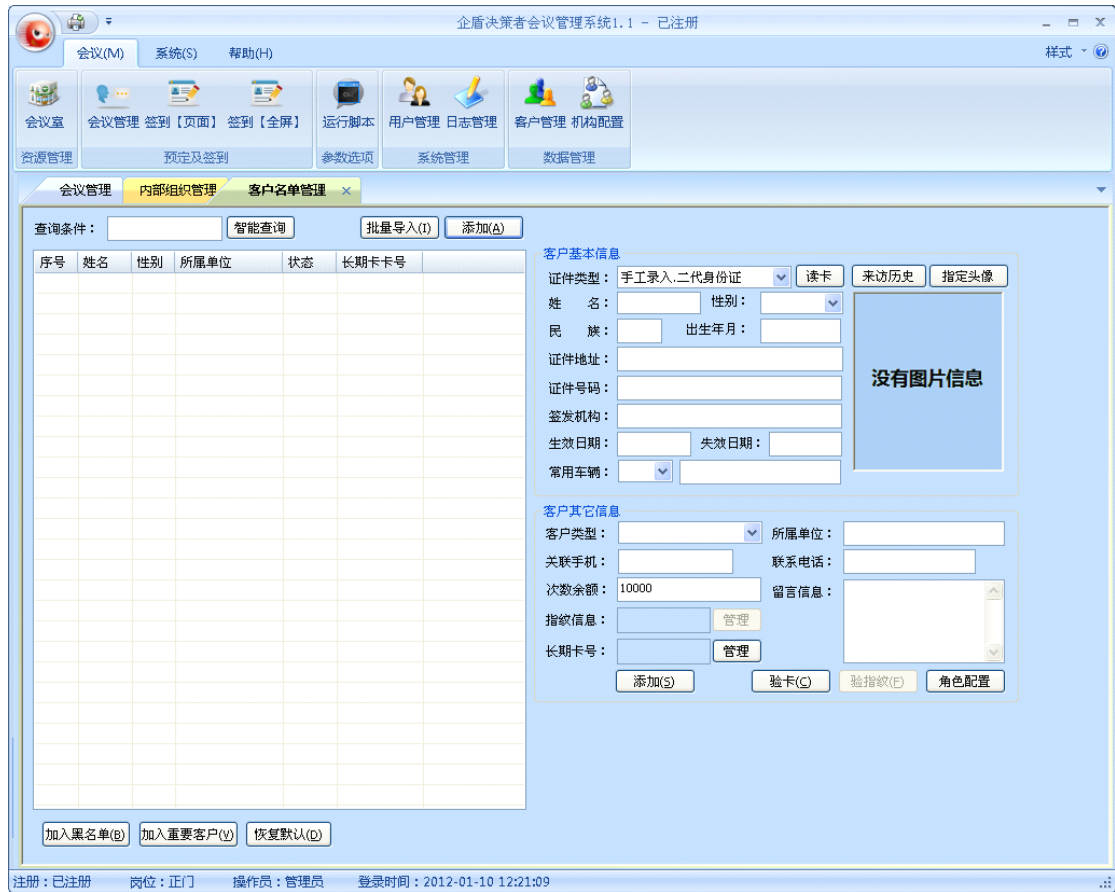 企盾决策者会议管理系统1.1 - 已注册
会议(M) 系统(S) 帮助(H) 样式
会议室 会议管理 签到【页面】 签到【全屏】 运行脚本 用户管理 日志管理 客户管理 机构配置
资源管理 预定及签到 参数选项 系统管理 数据管理
会议管理 内部组织管理 客户名单管理
查询条件： 智能查询 批量导入(I) 添加(A)
序号 姓名 性别 所属单位 状态 长期卡卡号
客户基本信息
证件类型： 手工录入.二代身份证 读卡 来访历史 指定头像
姓 名： 性别：
民 族： 出生年月：
证件地址：
没有图片信息
证件号码：
签发机构：
生效日期： 失效日期：
常用车辆：
客户其它信息
客户类型： 所属单位：
关联手机： 联系电话：
次数余额： 10000 留言信息：
指纹信息： 管理
长期卡号： 管理
添加(S) 验卡(C) 验指纹(F) 角色配置
加入黑名单(B) 加入重要客户(V) 恢复默认(D)
注册：已注册 岗位：正门 操作员：管理员 登录时间：2012-01-10 12:21:09